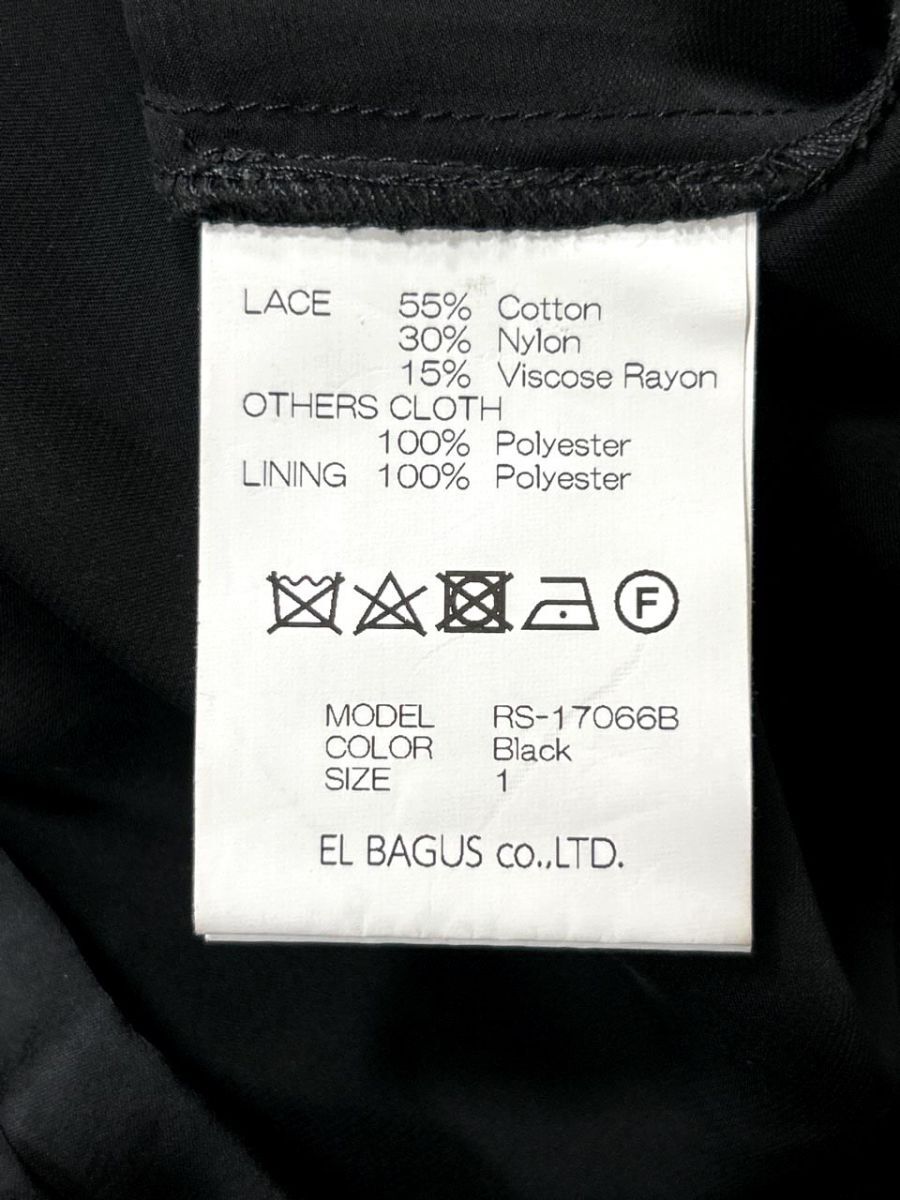 LACE 55% Cotton
30% Nylon
15% Viscose Rayon
OTHERS CLOTH
100% Polyester
LINING 100% Polyester
F
MODEL RS-17066B
COLOR Black
SIZE 1
EL BAGUS co.,LTD.